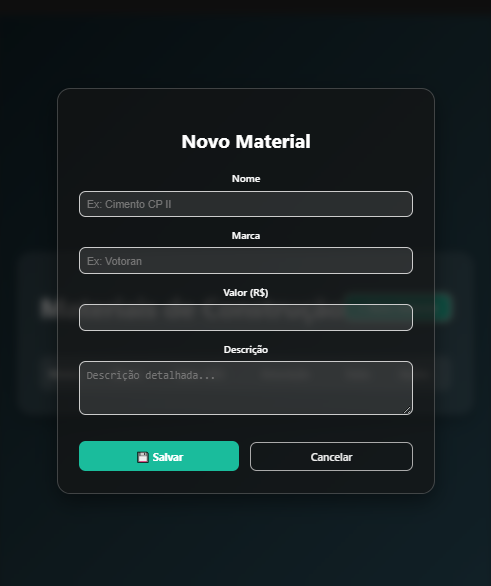 Novo Material
Nome
Ex: Cimento CP II
Marca
Ex: Votoran
Valor (R$)
Descrição
Descrição detalhada...
💾 Salvar
Cancelar